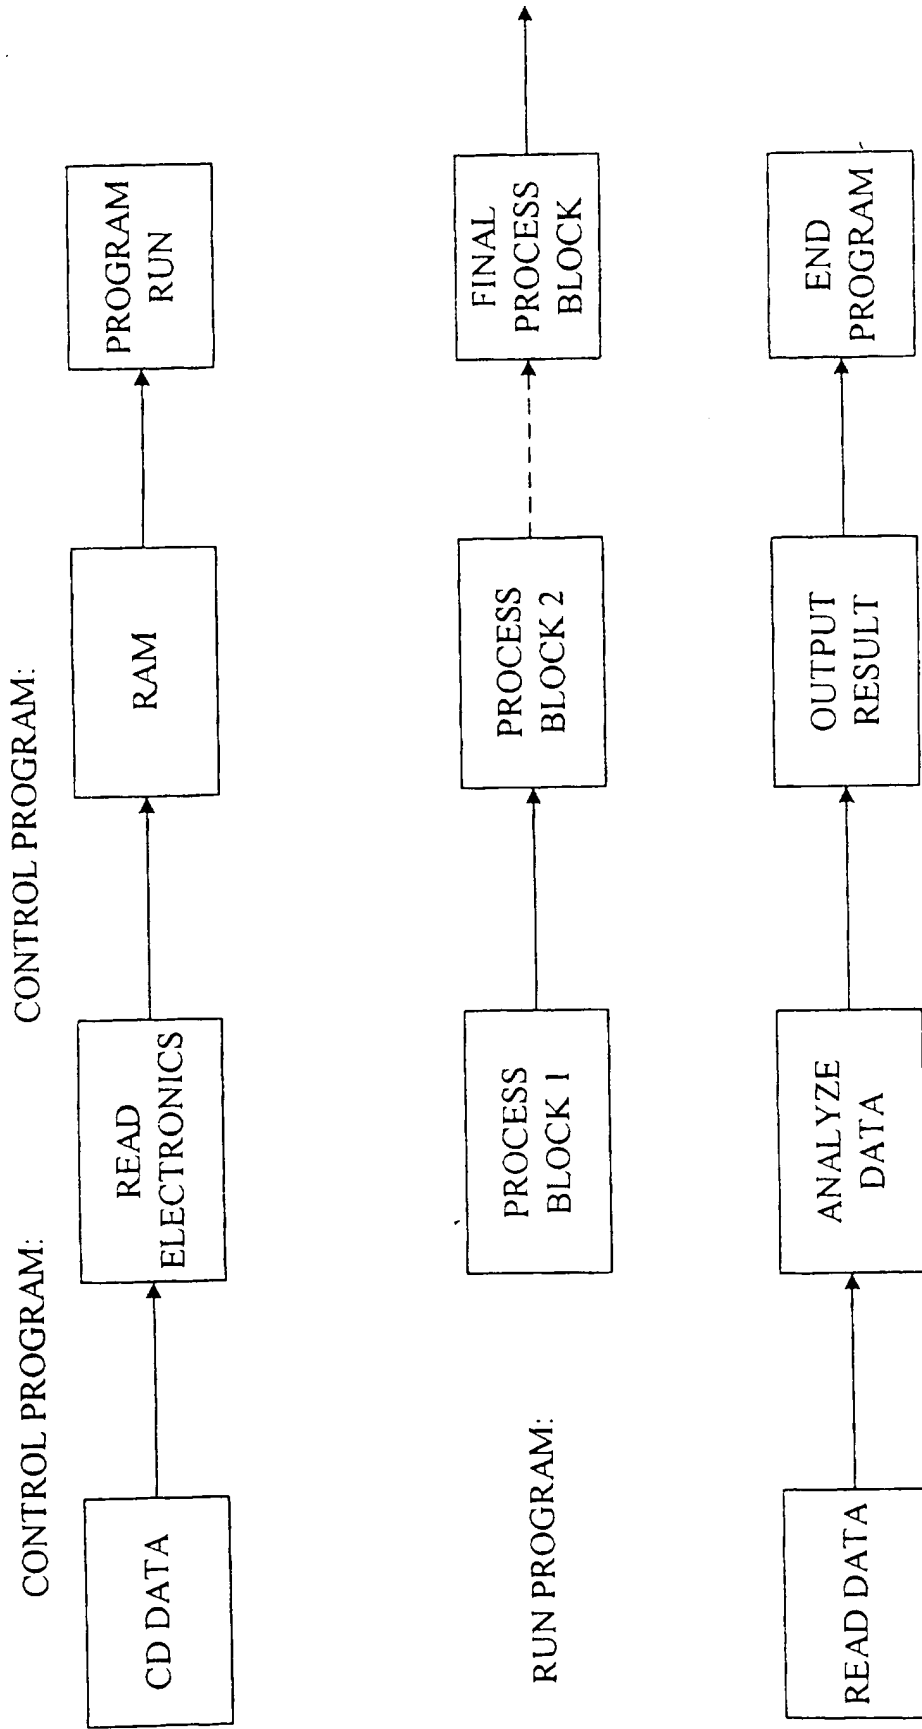 CONTROL PROGRAM:
CONTROL PROGRAM:
CD DATA
READ
ELECTRONICS
RAM
PROGRAM
RUN
RUN PROGRAM:
PROCESS
BLOCK 1
PROCESS
BLOCK 2
FINAL
PROCESS
BLOCK
READ DATA
ANALYZE
DATA
OUTPUT
RESULT
END
PROGRAM